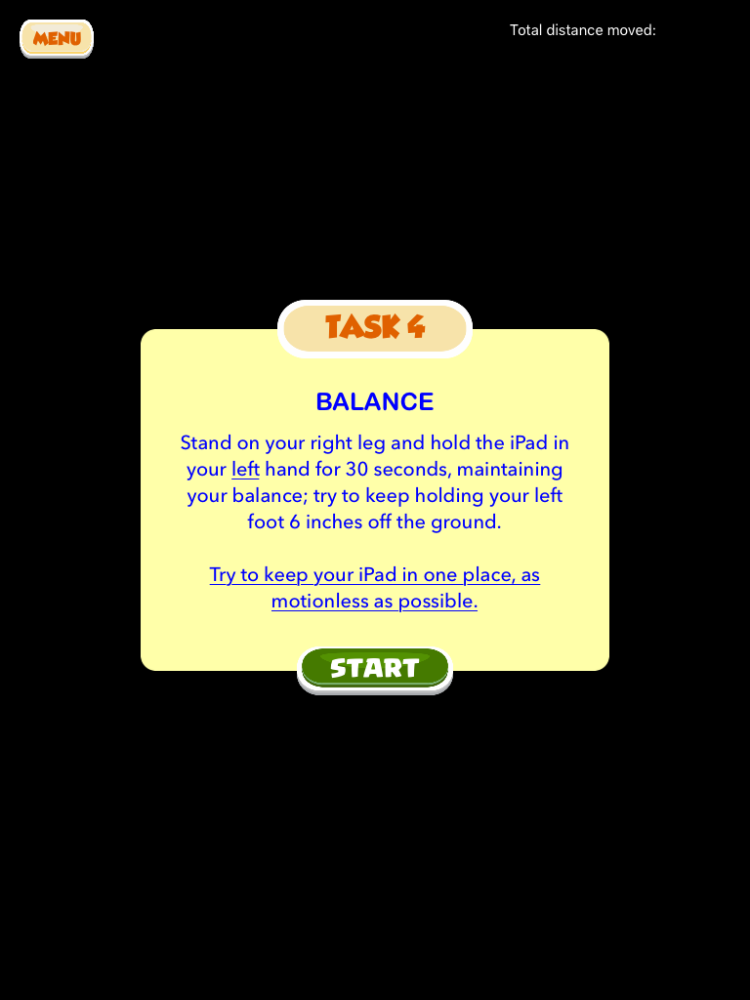 MENU
Total distance moved:
TASK 4
BALANCE
Stand on your right leg and hold the iPad in
your left hand for 30 seconds, maintaining
your balance; try to keep holding your left
foot 6 inches off the ground.
Try to keep your iPad in one place, as
motionless as possible.
START